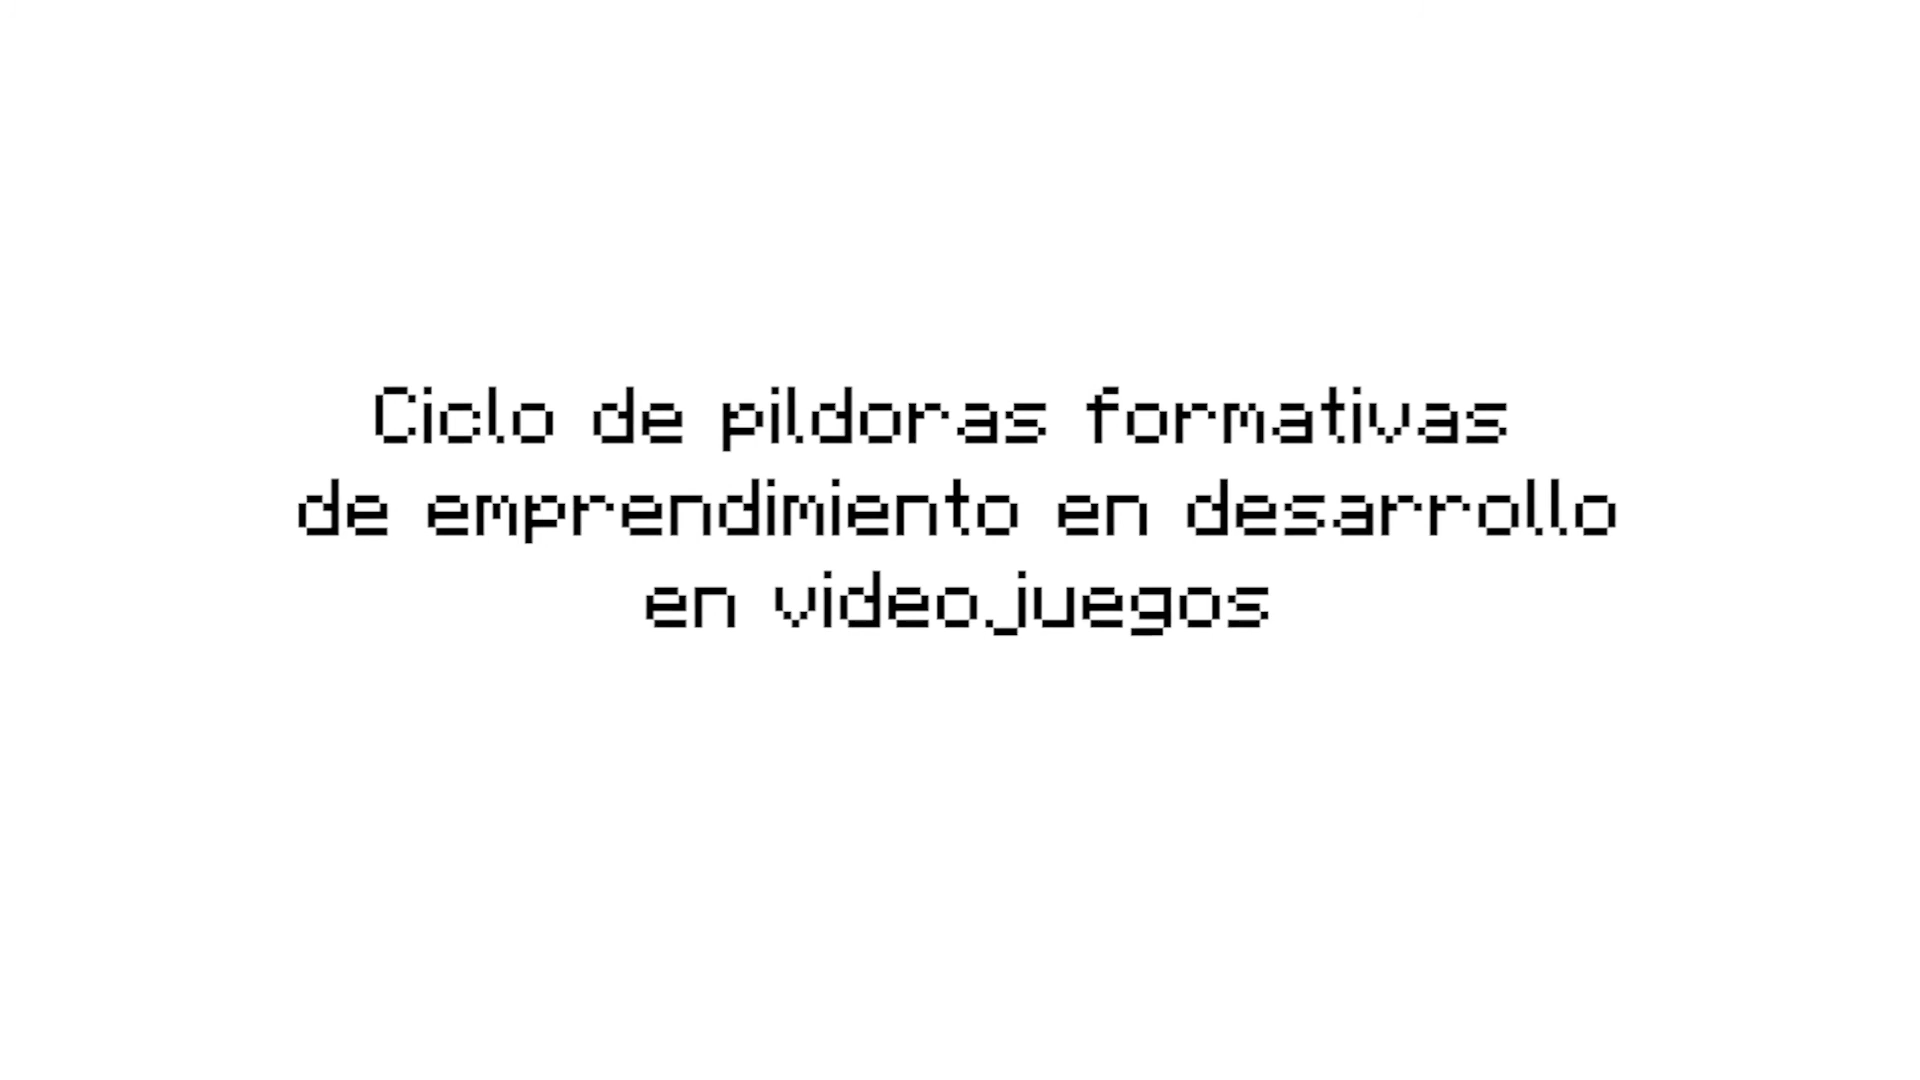 Ciclo de pildoras formativas
de emprendimiento en desarrollo
en videojuegos